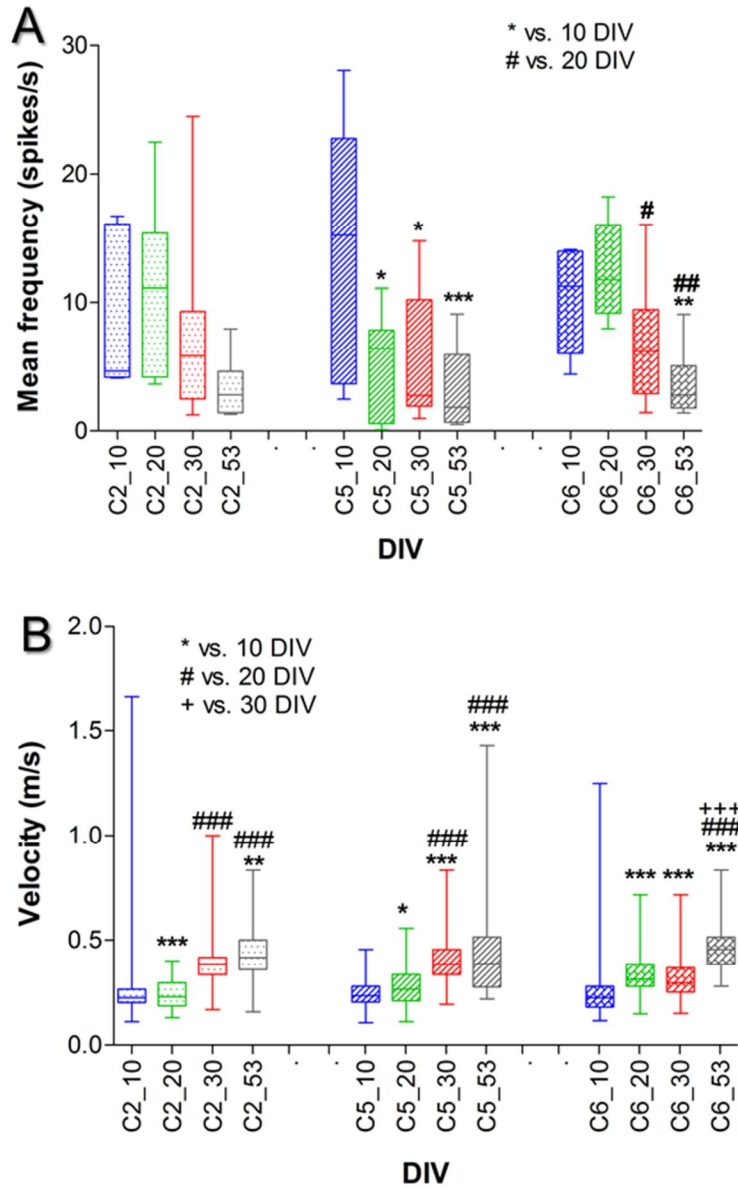 A
* vs. 10 DIV
# vs. 20 DIV
Mean frequency (spikes/s)
30
20
10
0
* * ***
# ## **
C2_10 C2_20 C2_30 C2_53 C5_10 C5_20 C5_30 C5_53 C6_10 C6_20 C6_30 C6_53
DIV
B
* vs. 10 DIV
# vs. 20 DIV
+ vs. 30 DIV
Velocity (m/s)
2.0
1.5
1.0
0.5
0.0
*** ### ### **
* ### *** ### ***
*** *** +++ ### ***
C2_10 C2_20 C2_30 C2_53 C5_10 C5_20 C5_30 C5_53 C6_10 C6_20 C6_30 C6_53
DIV